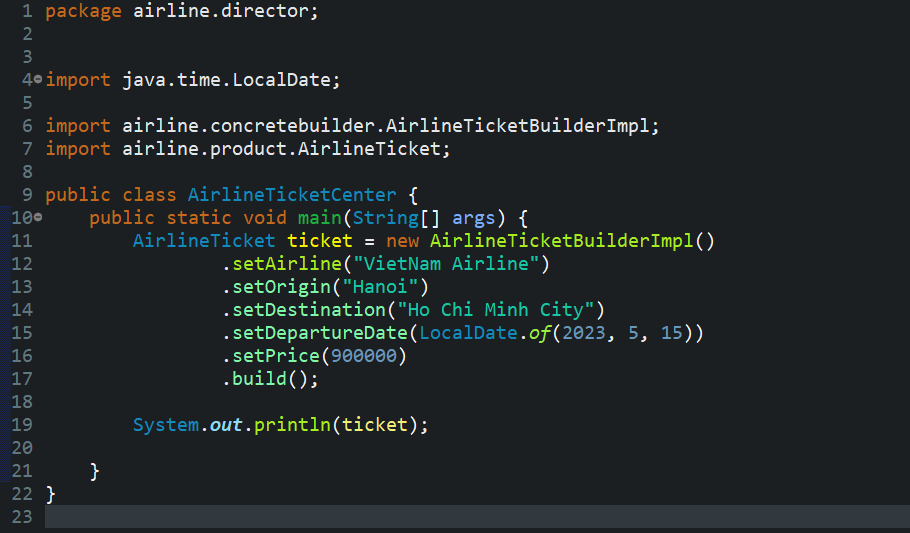 1 package airline.director;
2
3
4 import java.time.LocalDate;
5
6 import airline.concretebuilder.AirlineTicketBuilderImpl;
7 import airline.product.AirlineTicket;
8
9 public class AirlineTicketCenter {
10     public static void main(String[] args) {
11         AirlineTicket ticket = new AirlineTicketBuilderImpl()
12                 .setAirline("VietNam Airline")
13                 .setOrigin("Hanoi")
14                 .setDestination("Ho Chi Minh City")
15                 .setDepartureDate(LocalDate.of(2023, 5, 15))
16                 .setPrice(900000)
17                 .build();
18
19         System.out.println(ticket);
20
21     }
22 }
23